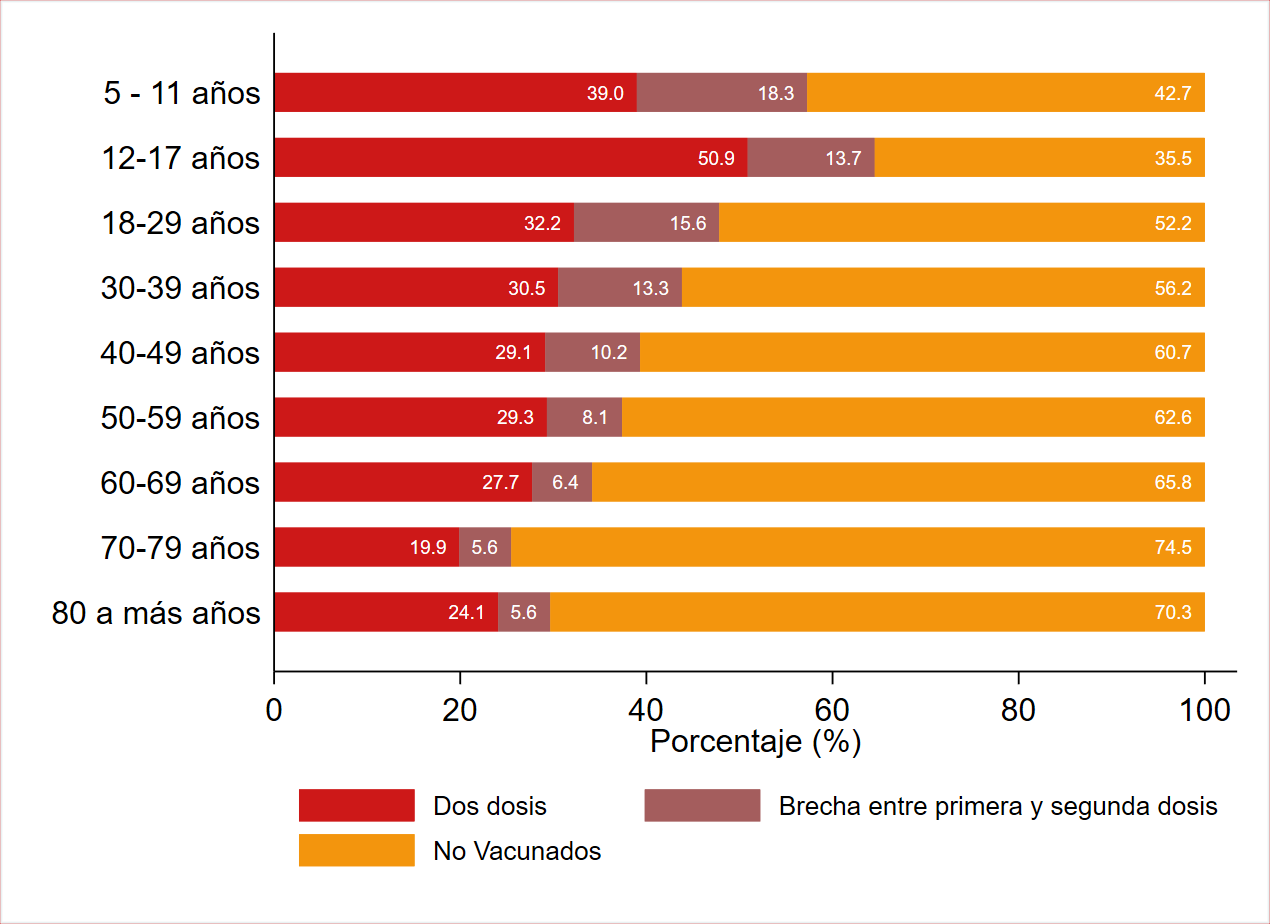 5 - 11 años 39.0 18.3 42.7
12-17 años 50.9 13.7 35.5
18-29 años 32.2 15.6 52.2
30-39 años 30.5 13.3 56.2
40-49 años 29.1 10.2 60.7
50-59 años 29.3 8.1 62.6
60-69 años 27.7 6.4 65.8
70-79 años 19.9 5.6 74.5
80 a más años 24.1 5.6 70.3
0 20 40 60 80 100
Porcentaje (%)
Dos dosis Brecha entre primera y segunda dosis
No Vacunados